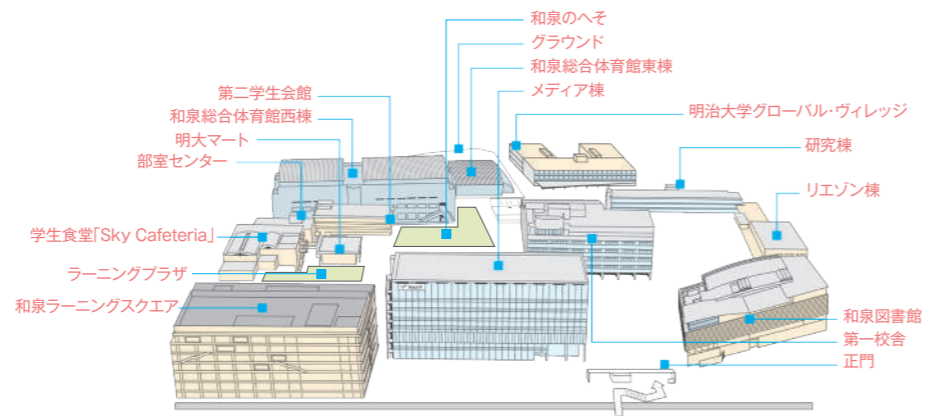 和泉のへそ
グラウンド
和泉総合体育館東棟
メディア棟
第二学生会館
和泉総合体育館西棟
明大マート
部室センター
明治大学グローバル・ヴィレッジ
研究棟
リエゾン棟
学生食堂「Sky Cafeteria」
ラーニングプラザ
和泉ラーニングスクエア
和泉図書館
第一校舎
正門